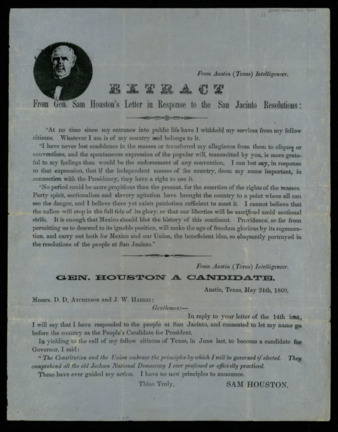 From Austin (Texas) Intelligencer.
EXTRACT
From Gen. Sam Houston's Letter in Response to the San Jacinto Resolutions:
"At no time since my entrance into public life have I withheld my services from my fellow
citizens. Whatever I am is of my country and belongs to it.
"I have never lost confidence in the masses or transferred my allegiance from them to cliques or
conventions, and the spontaneous expression of the popular will, transmitted by you, is more grate-
ful to my feelings than would be the endorsement of any convention. I can but say, in response
to that expression, that if the independent masses of the country, deem my name important, in
connection with the Presidency, they have a right to use it.
"No period could be more propitious than the present, for the exertion of the rights of the masses.
Party spirit, sectionalism and slavery agitation have brought the country to a point where all can
see the danger, and I believe there yet exists patriotism sufficient to meet it. I cannot believe that
the nation will stop in the full tide of its glory, or that our liberties will be sacrificed amid sectional
strife. It is enough that Mexico should blot the history of this continent. Providence, so far from
permitting us to descend to its ignoble position, will make the age of freedom glorious by its regenera-
tion, and carry out both for Mexico and our Union, the beneficient idea, so eloquently portrayed in
the resolutions of the people at San Jacinto."
From Austin (Texas) Intelligencer.
GEN. HOUSTON A CANDIDATE.
Austin, Texas, May 24th, 1860.
Messrs. D. D. Atchison and J. W. Harris:
Gentlemen:—
In reply to your letter of the 14th inst,
I will say that I have responded to the people at San Jacinto, and consented to let my name go
before the country as the People's Candidate for President.
In yielding to the call of my fellow citizens of Texas, in June last, to become a candidate for
Governor, I said:
"The Constitution and the Union embrace the principles by which I will be governed if elected. They
comprehend all the old Jackson National Democracy I ever professed or officially practised.
These have ever guided my action. I have no new principles to announce.
Thine Truly, SAM HOUSTON.